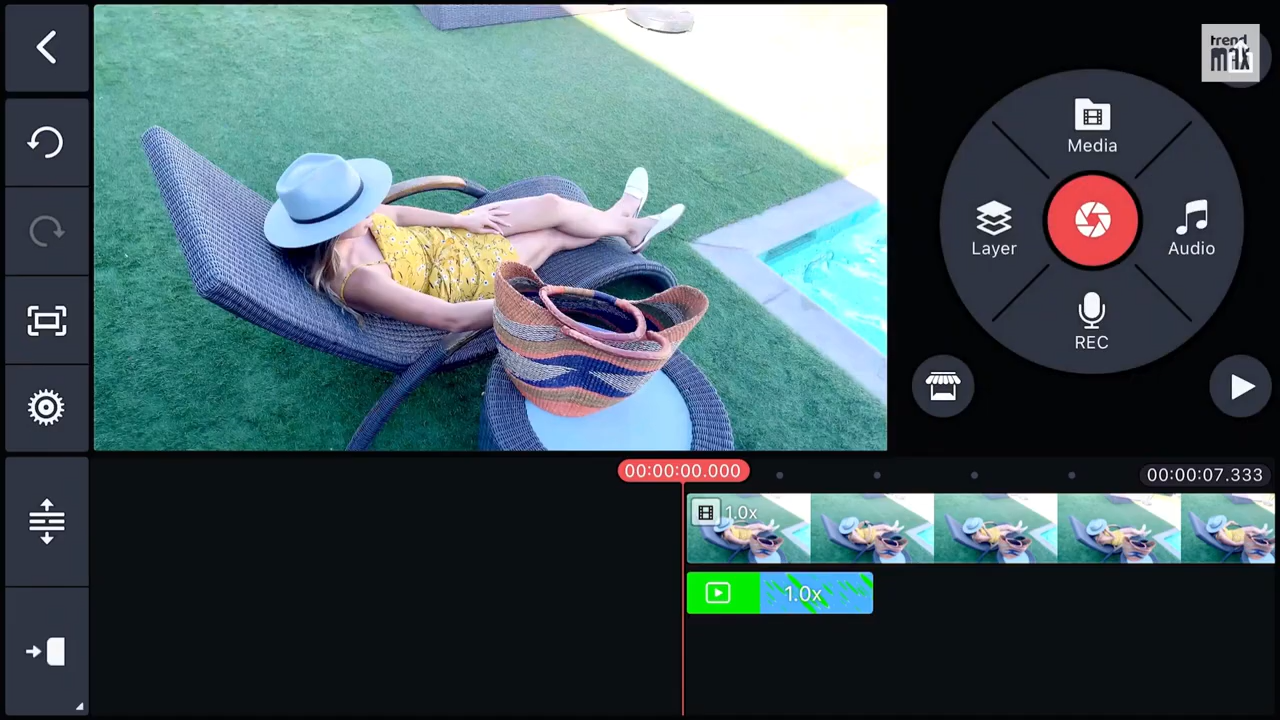 trend
max
Media
Layer
Audio
REC
00:00:00.000
00:00:07.333
1.0x
1.0x